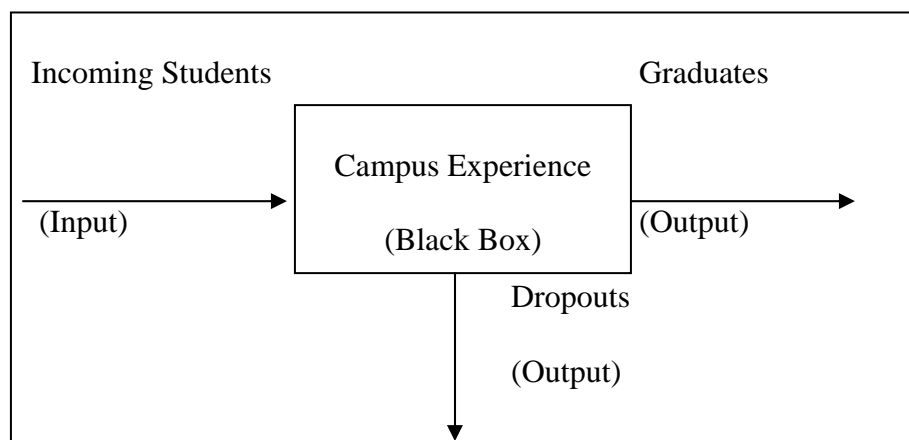 Incoming Students
(Input)
Campus Experience
(Black Box)
Graduates
(Output)
Dropouts
(Output)